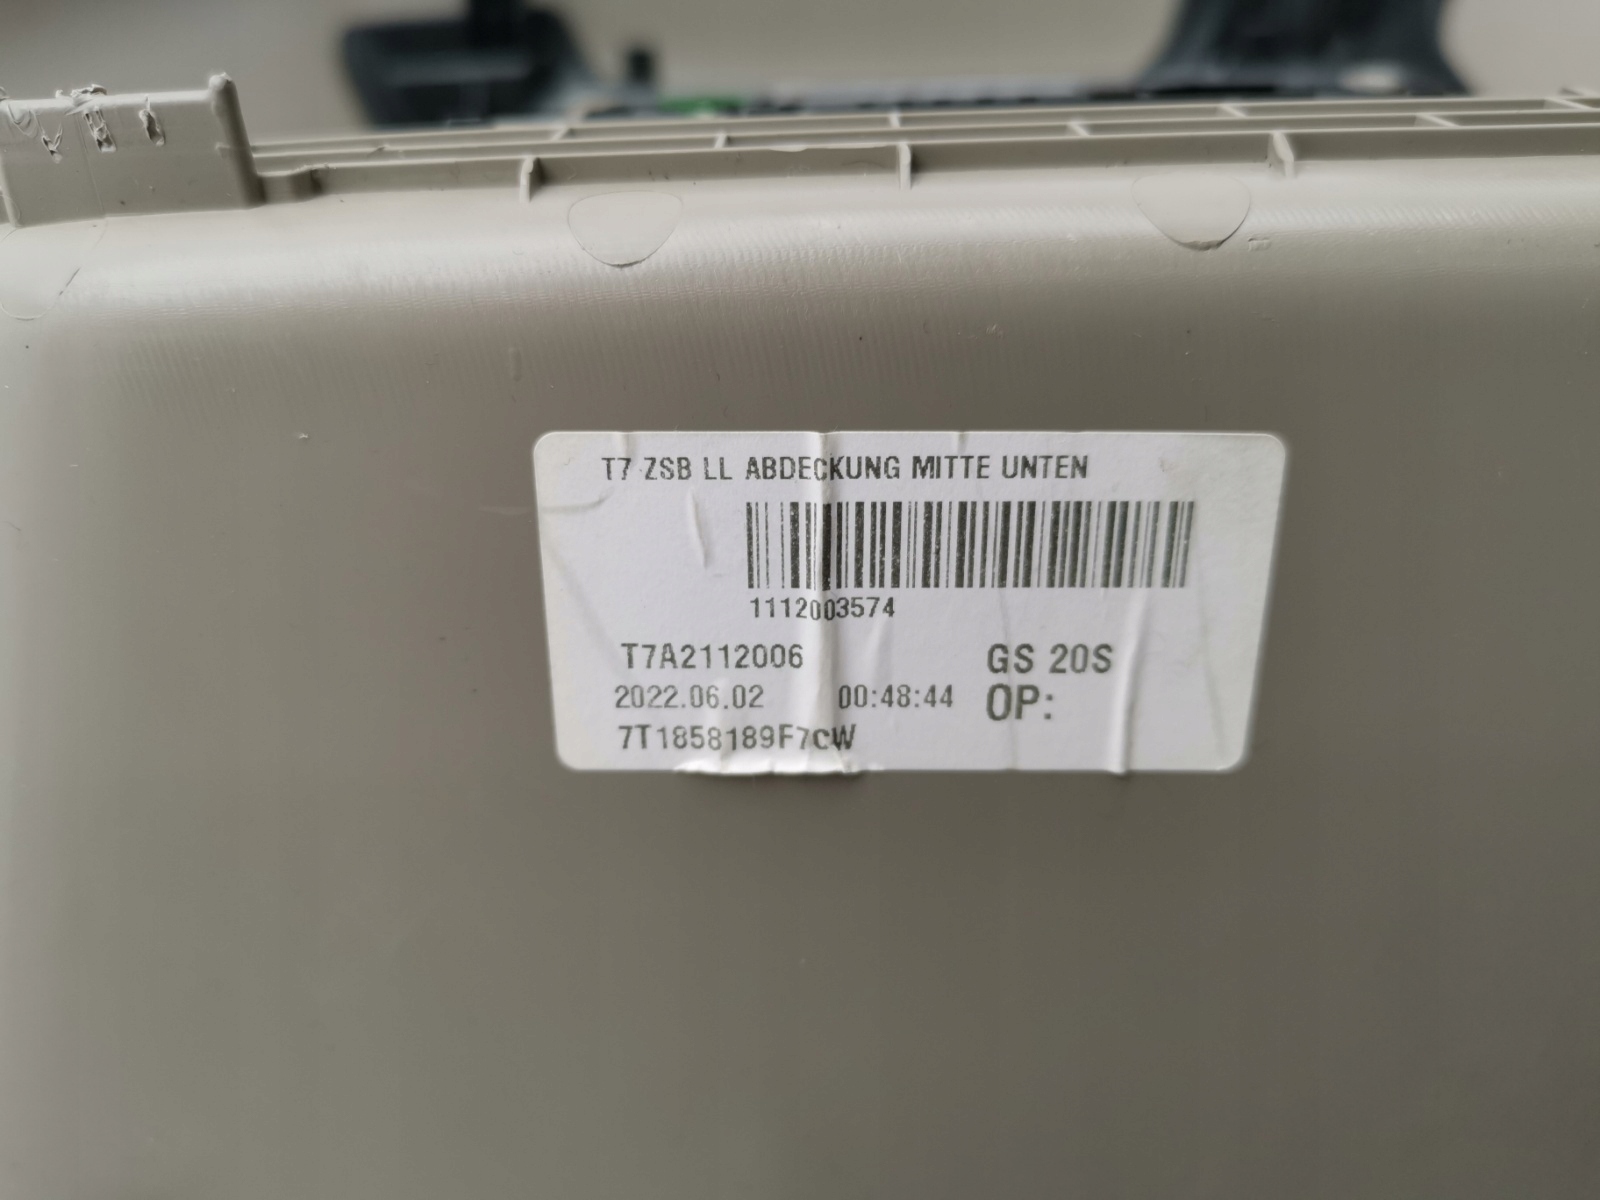 T7 ZSB LL ABDECKUNG MITTE UNTEN
1112003574
T7A2112006
GS 20S
2022.06.02 00:48:44
OP:
7T1858189F7cW